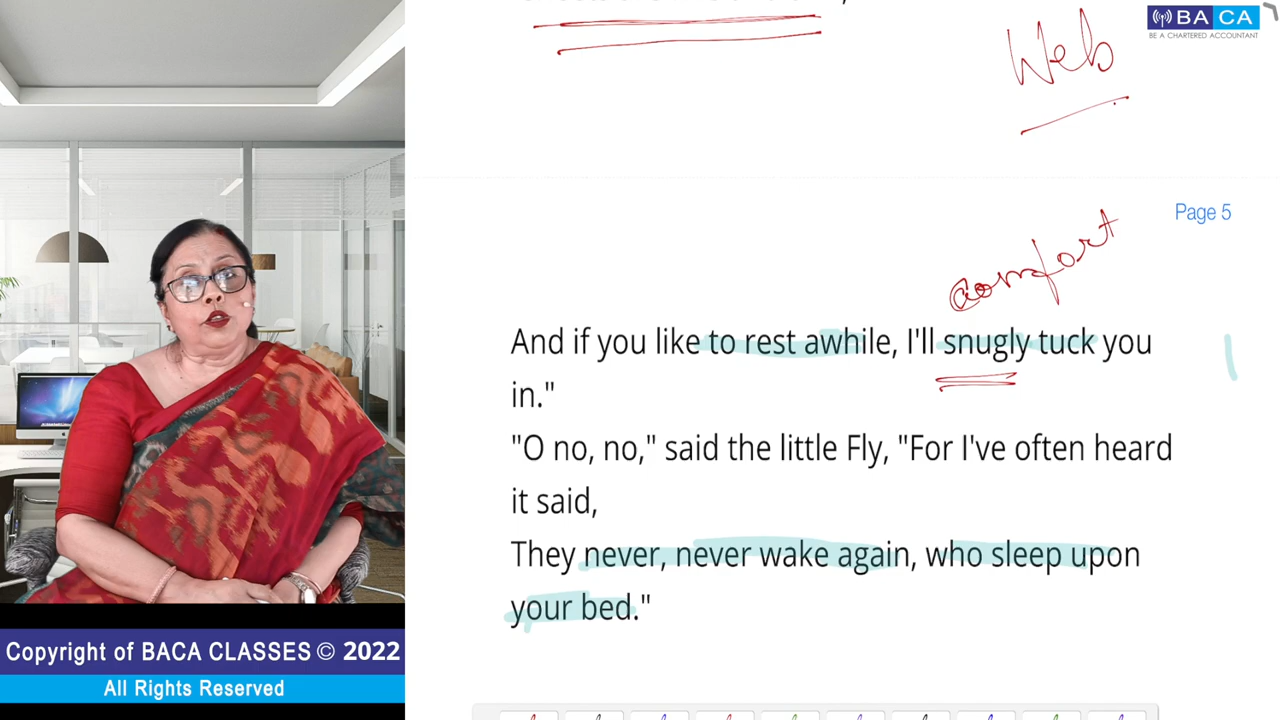 BACA
BE A CHARTERED ACCOUNTANT
Web
Page 5
comfort
And if you like to rest awhile, I'll snugly tuck you
in."
"O no, no," said the little Fly, "For I've often heard
it said,
They never, never wake again, who sleep upon
your bed."
Copyright of BACA CLASSES © 2022
All Rights Reserved